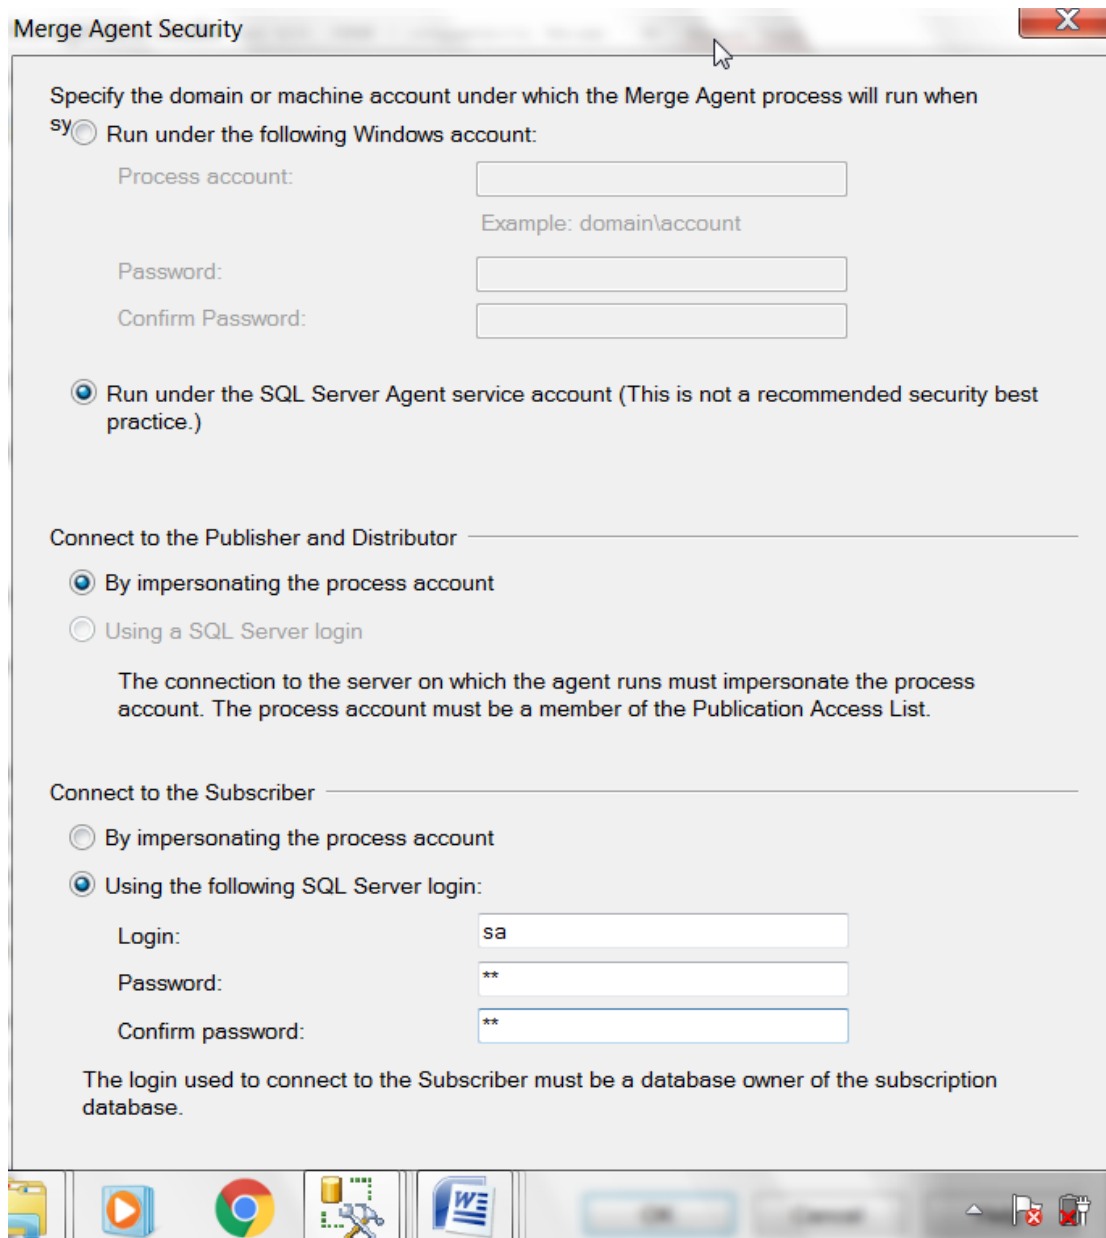 Merge Agent Security
Specify the domain or machine account under which the Merge Agent process will run when
sy
Run under the following Windows account:
Process account:
Example: domain\account
Password:
Confirm Password:
Run under the SQL Server Agent service account (This is not a recommended security best
practice.)
Connect to the Publisher and Distributor
By impersonating the process account
Using a SQL Server login
The connection to the server on which the agent runs must impersonate the process
account. The process account must be a member of the Publication Access List.
Connect to the Subscriber
By impersonating the process account
Using the following SQL Server login:
Login: sa
Password: **
Confirm password: **
The login used to connect to the Subscriber must be a database owner of the subscription
database.
OK Cancel